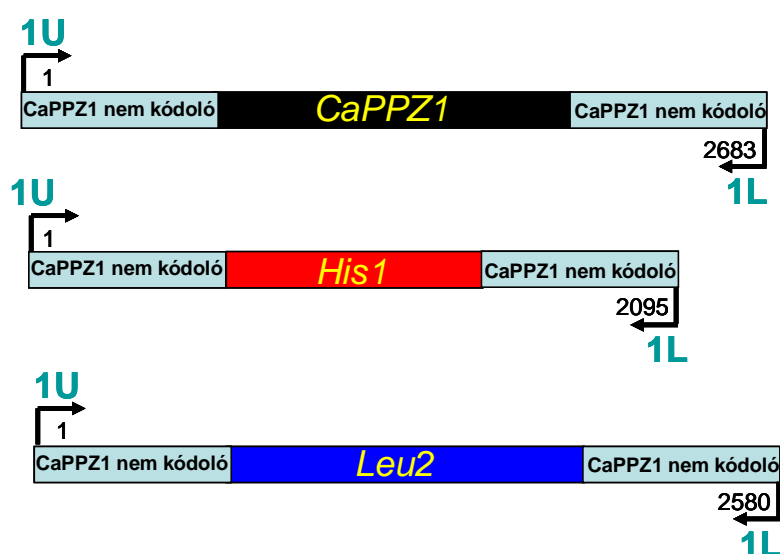 1U
1
CaPPZ1 nem kódoló CaPPZ1 CaPPZ1 nem kódoló
2683
1L
1U
1
CaPPZ1 nem kódoló His1 CaPPZ1 nem kódoló
2095
1L
1U
1
CaPPZ1 nem kódoló Leu2 CaPPZ1 nem kódoló
2580
1L